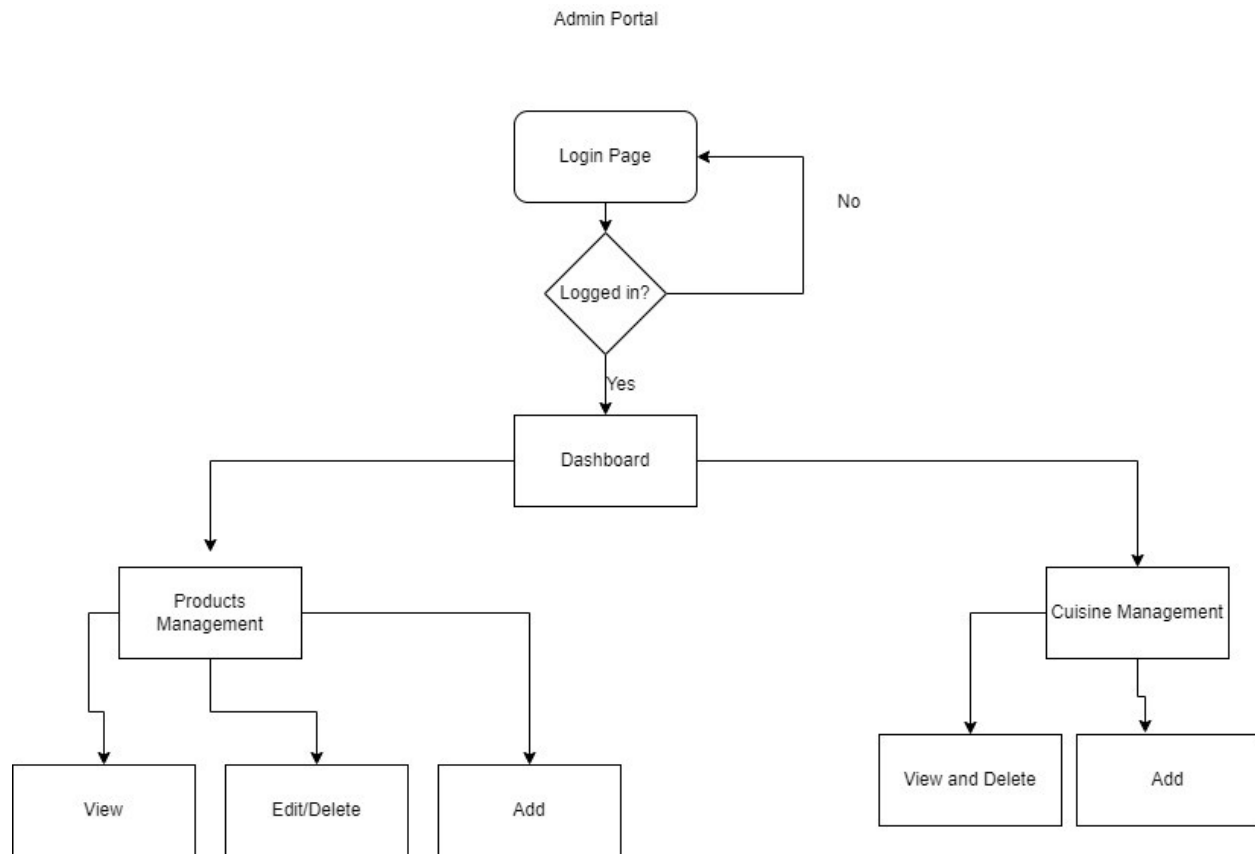 Admin Portal
Login Page
No
Logged in?
Yes
Dashboard
Products
Management
Cuisine Management
View
Edit/Delete
Add
View and Delete
Add